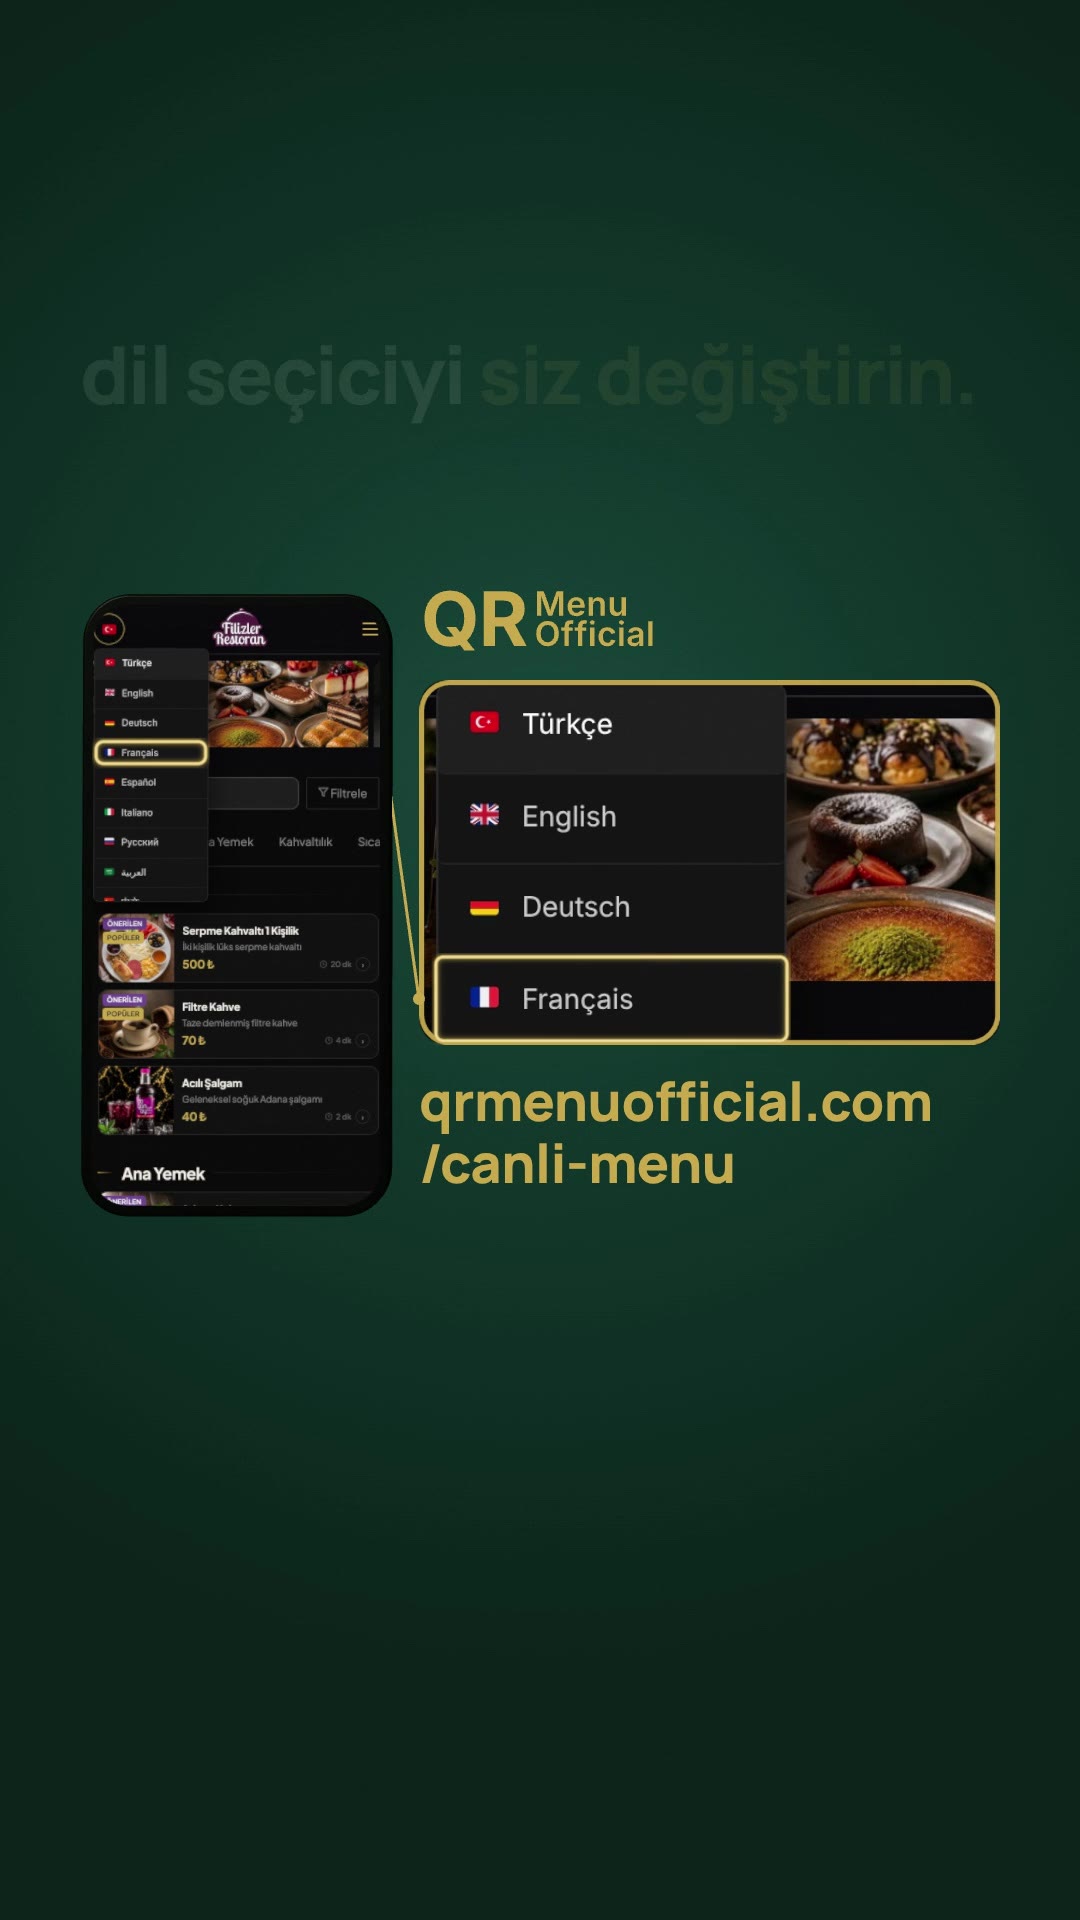 dil seçiciyi siz değiştirin.
Filizler
Restoran
Türkçe
English
Deutsch
Français
Español
Italiano
Русский
العربية
Filtrele
a Yemek
Kahvaltılık
Sıca
ÖNERİLEN
POPÜLER
Serpme Kahvaltı 1 Kişilik
İki kişilik lüks serpme kahvaltı
500 ₺
20 dk
ÖNERİLEN
POPÜLER
Filtre Kahve
Taze demlenmiş filtre kahve
70 ₺
4 dk
Acılı Şalgam
Geleneksel soğuk Adana şalgamı
40 ₺
2 dk
Ana Yemek
ÖNERİLEN
QR Menu
Official
Türkçe
English
Deutsch
Français
qrmenuofficial.com
/canli-menu